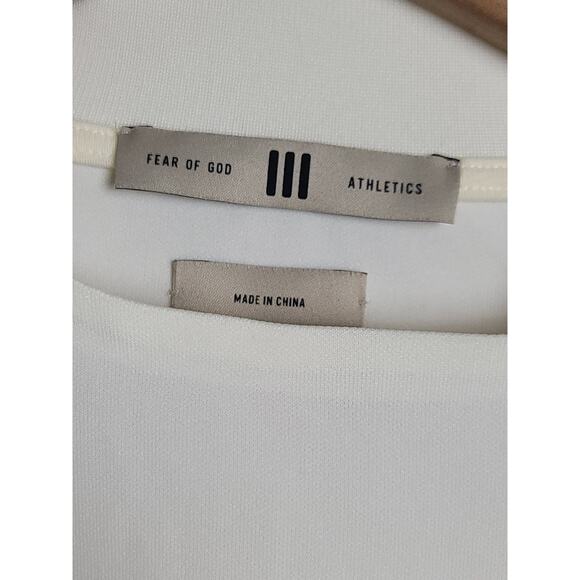 FEAR OF GOD ATHLETICS
MADE IN CHINA